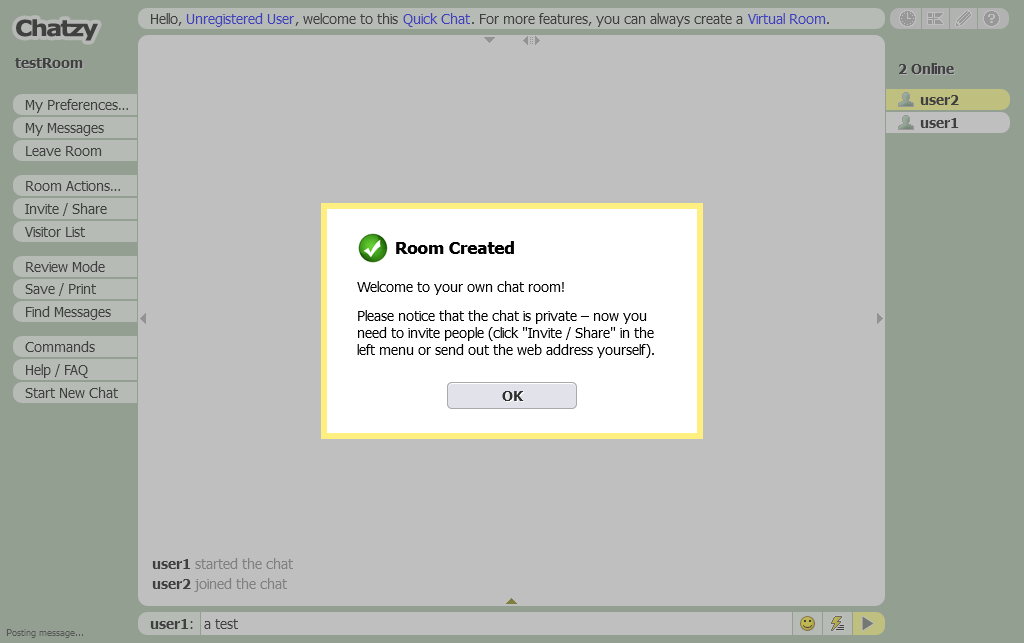 Chatzy
Hello, Unregistered User, welcome to this Quick Chat. For more features, you can always create a Virtual Room.
testRoom
2 Online
user2
user1
My Preferences...
My Messages
Leave Room
Room Actions...
Invite / Share
Visitor List
Review Mode
Save / Print
Find Messages
Commands
Help / FAQ
Start New Chat
Room Created
Welcome to your own chat room!
Please notice that the chat is private – now you
need to invite people (click "Invite / Share" in the
left menu or send out the web address yourself).
OK
user1 started the chat
user2 joined the chat
user1: a test
Posting message...